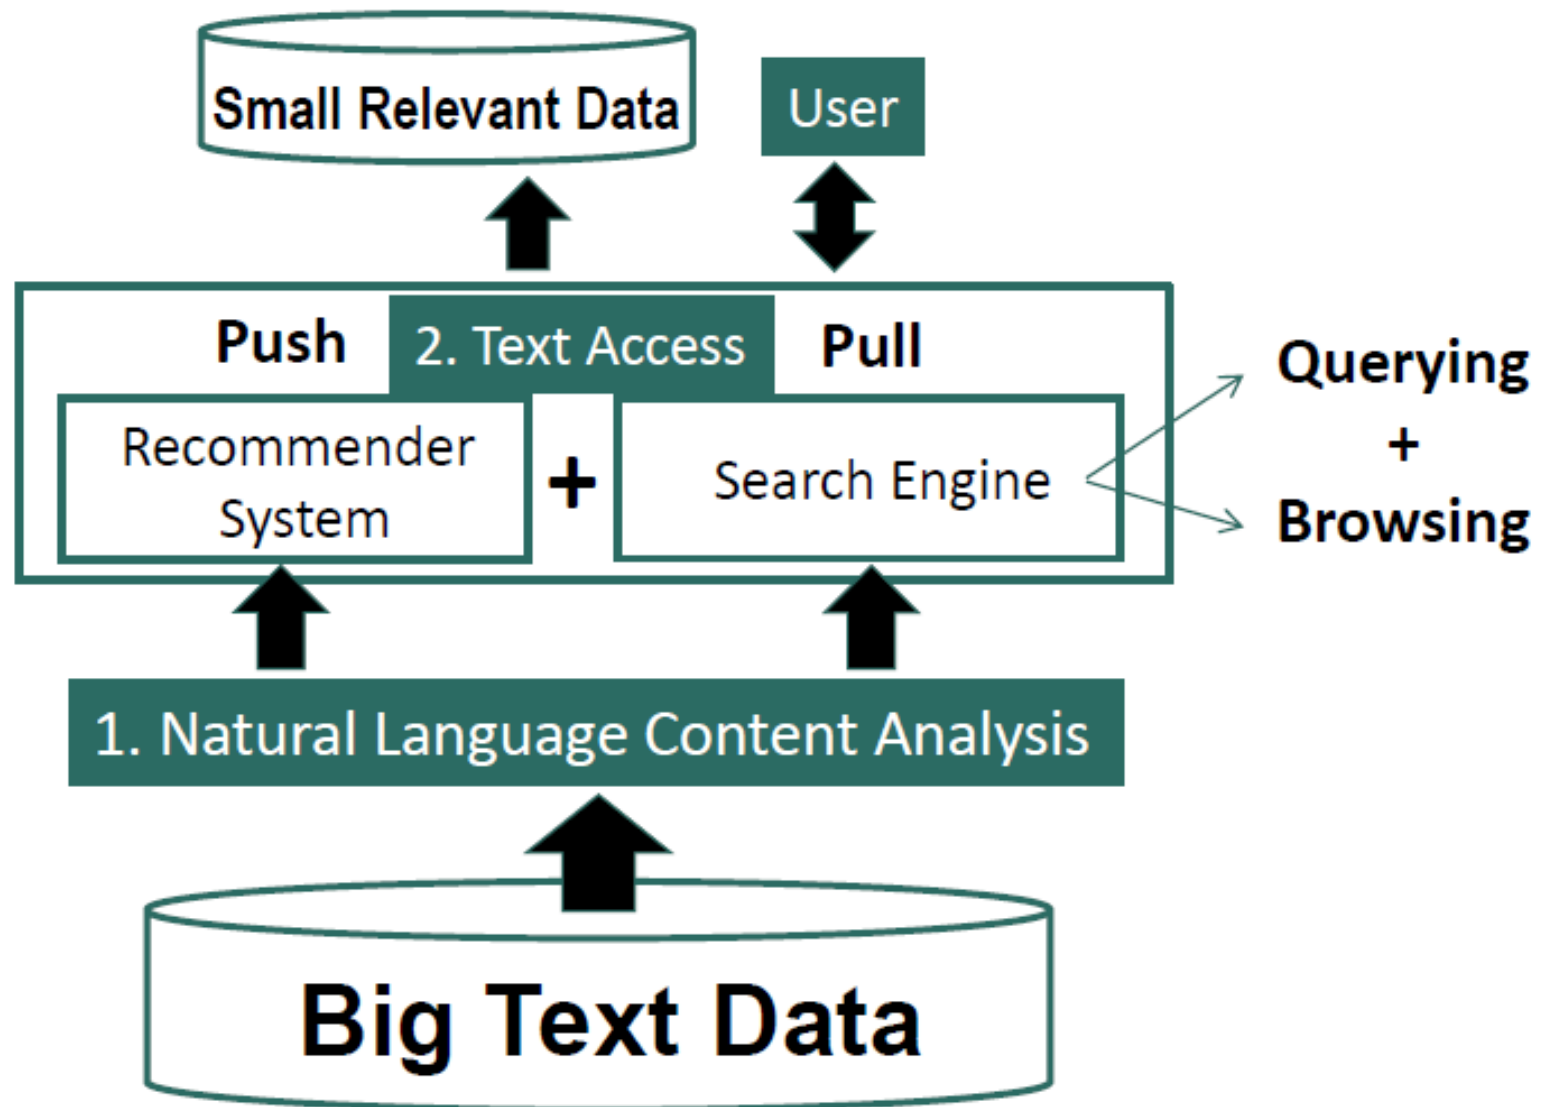 Small Relevant Data
User
Push
2. Text Access
Pull
Recommender
System
+
Search Engine
Querying
+
Browsing
1. Natural Language Content Analysis
Big Text Data